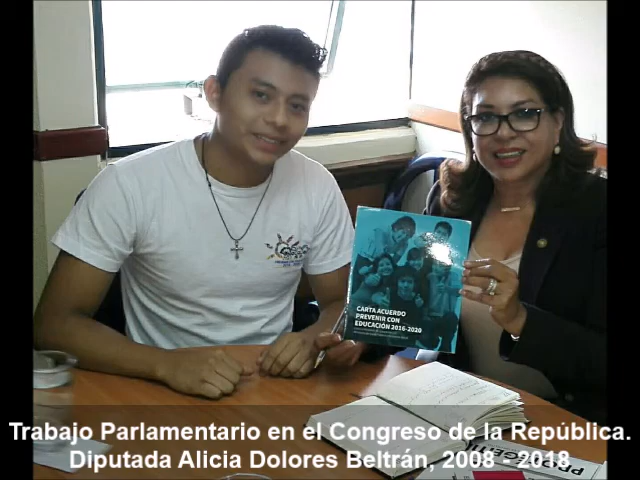 CARTA ACUERDO
PREVENIR CON
EDUCACIÓN 2016-2020
Trabajo Parlamentario en el Congreso de la República.
Diputada Alicia Dolores Beltrán, 2008 - 2018